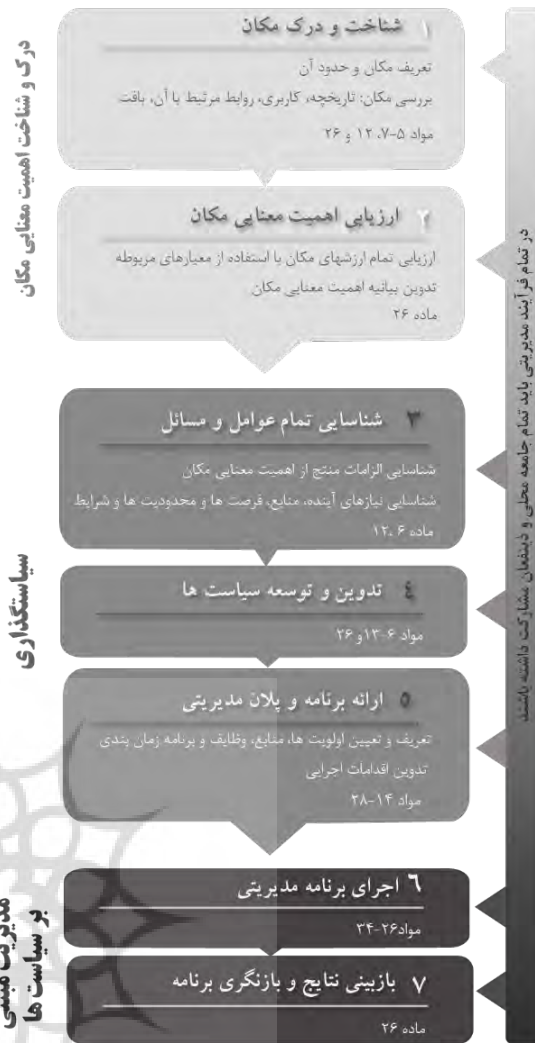 درک و شناخت اهمیت معنایی مکان
۱ شناخت و درک مکان
تعریف مکان و حدود آن
بررسی مکان: تاریخچه، کاربری، روابط مرتبط با آن، بافت
مواد ۵-۷، ۱۲ و ۲۶
۲ ارزیابی اهمیت معنایی مکان
ارزیابی تمام ارزشهای مکان با استفاده از معیارهای مربوطه
تدوین بیانیه اهمیت معنایی مکان
ماده ۲۶
سیاستگذاری
۳ شناسایی تمام عوامل و مسائل
شناسایی الزامات منتج از اهمیت معنایی مکان
شناسایی نیازهای آینده، منابع، فرصت ها و محدودیت ها و شرایط
ماده ۶ ،۱۲
٤ تدوین و توسعه سیاست ها
مواد ۶-۱۳و ۲۶
۵ ارائه برنامه و پلان مدیریتی
تعریف و تعیین اولویت ها، منابع، وظایف و برنامه زمان بندی
تدوین اقدامات اجرایی
مواد ۱۴-۲۸
مدیریت مبتنی
بر سیاست ها
٦ اجرای برنامه مدیریتی
مواد۲۶-۳۴
۷ بازبینی نتایج و بازنگری برنامه
ماده ۲۶
در تمام فرآیند مدیریتی باید تمام جامعه محلی و ذینفعان مشارکت داشته باشند